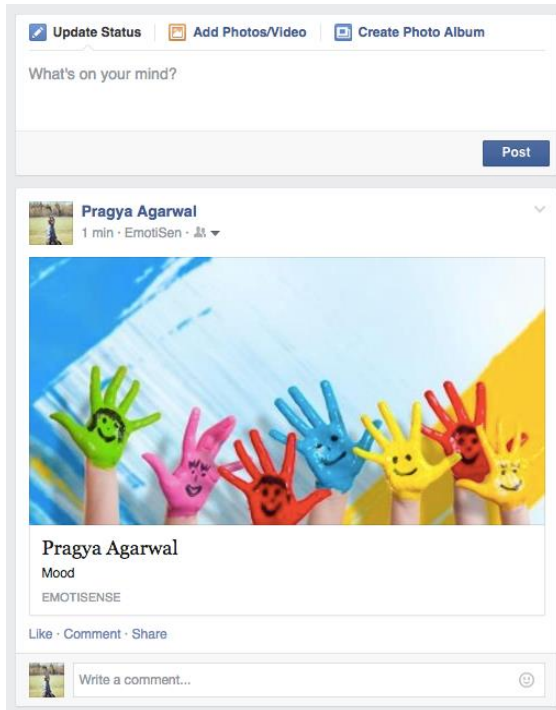 Update Status Add Photos/Video Create Photo Album
What's on your mind?
Post
Pragya Agarwal
1 min · EmotiSen ·
Pragya Agarwal
Mood
EMOTISENSE
Like · Comment · Share
Write a comment...